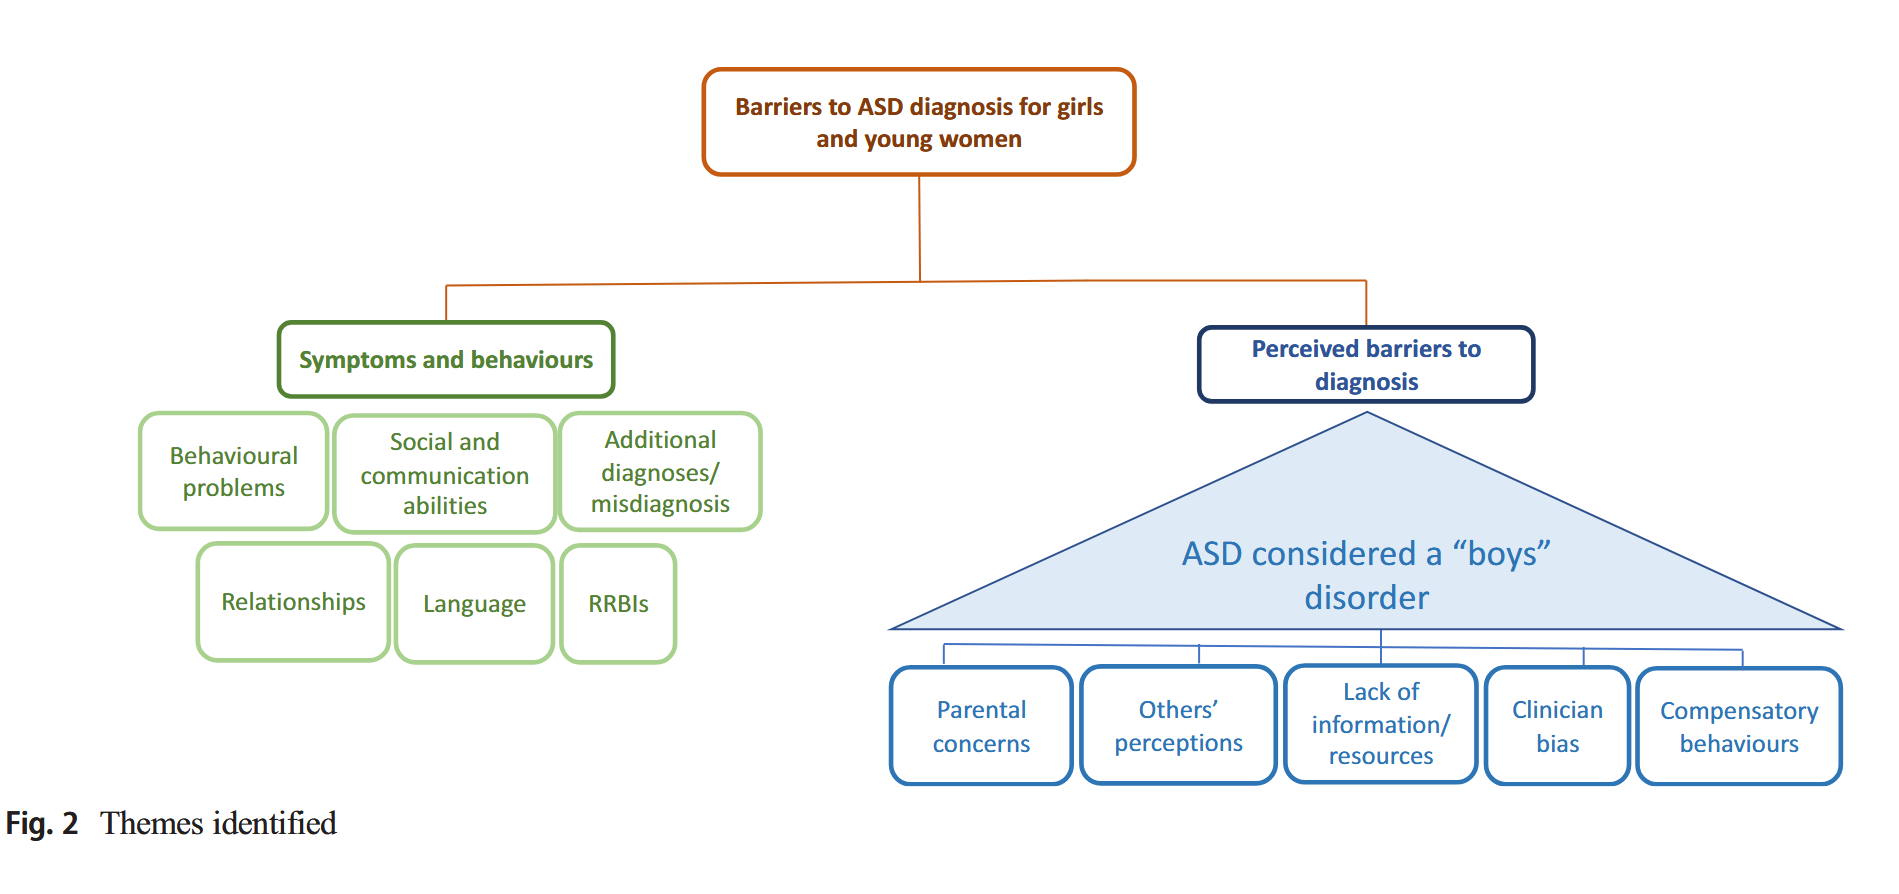 Barriers to ASD diagnosis for girls
and young women
Symptoms and behaviours
Perceived barriers to
diagnosis
Behavioural
problems
Social and
communication
abilities
Additional
diagnoses/
misdiagnosis
Relationships
Language
RRBIs
ASD considered a “boys”
disorder
Parental
concerns
Others’
perceptions
Lack of
information/
resources
Clinician
bias
Compensatory
behaviours
Fig. 2 Themes identified